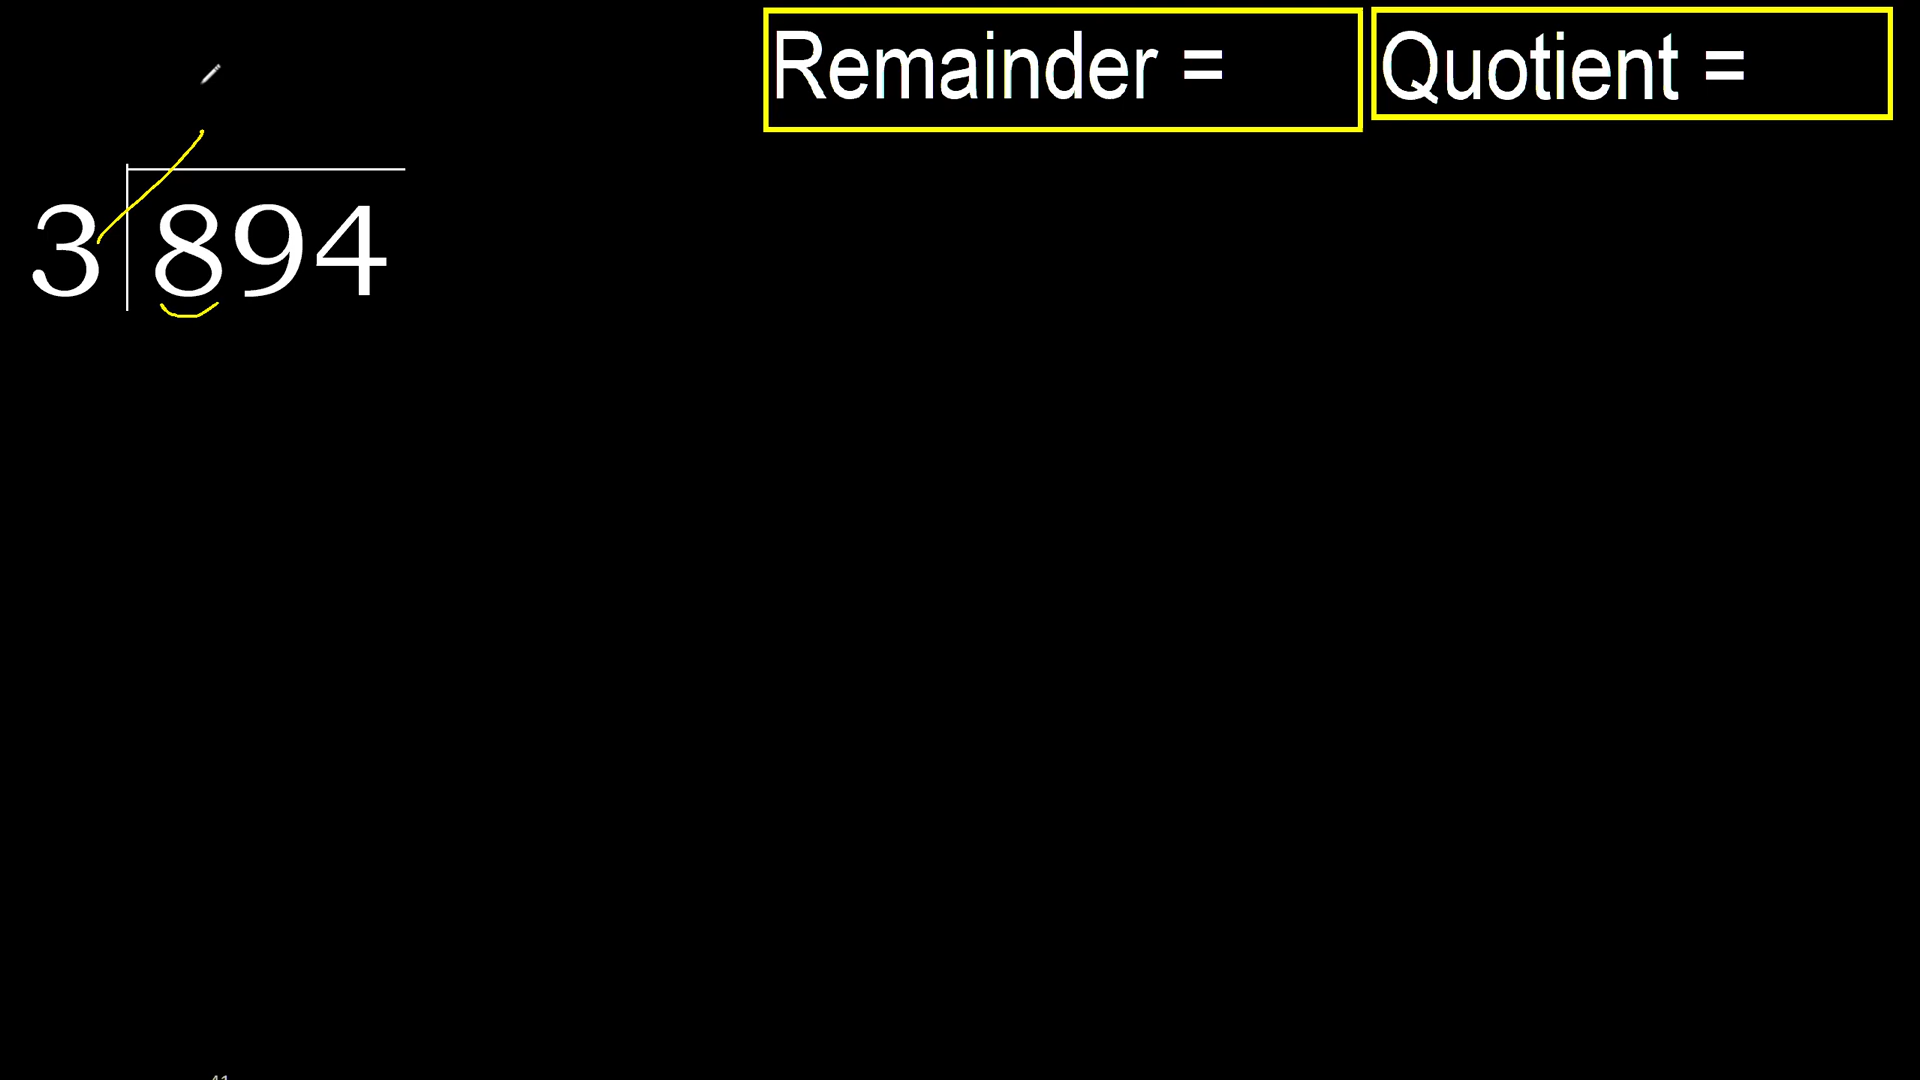 Remainder = Quotient =
3 894